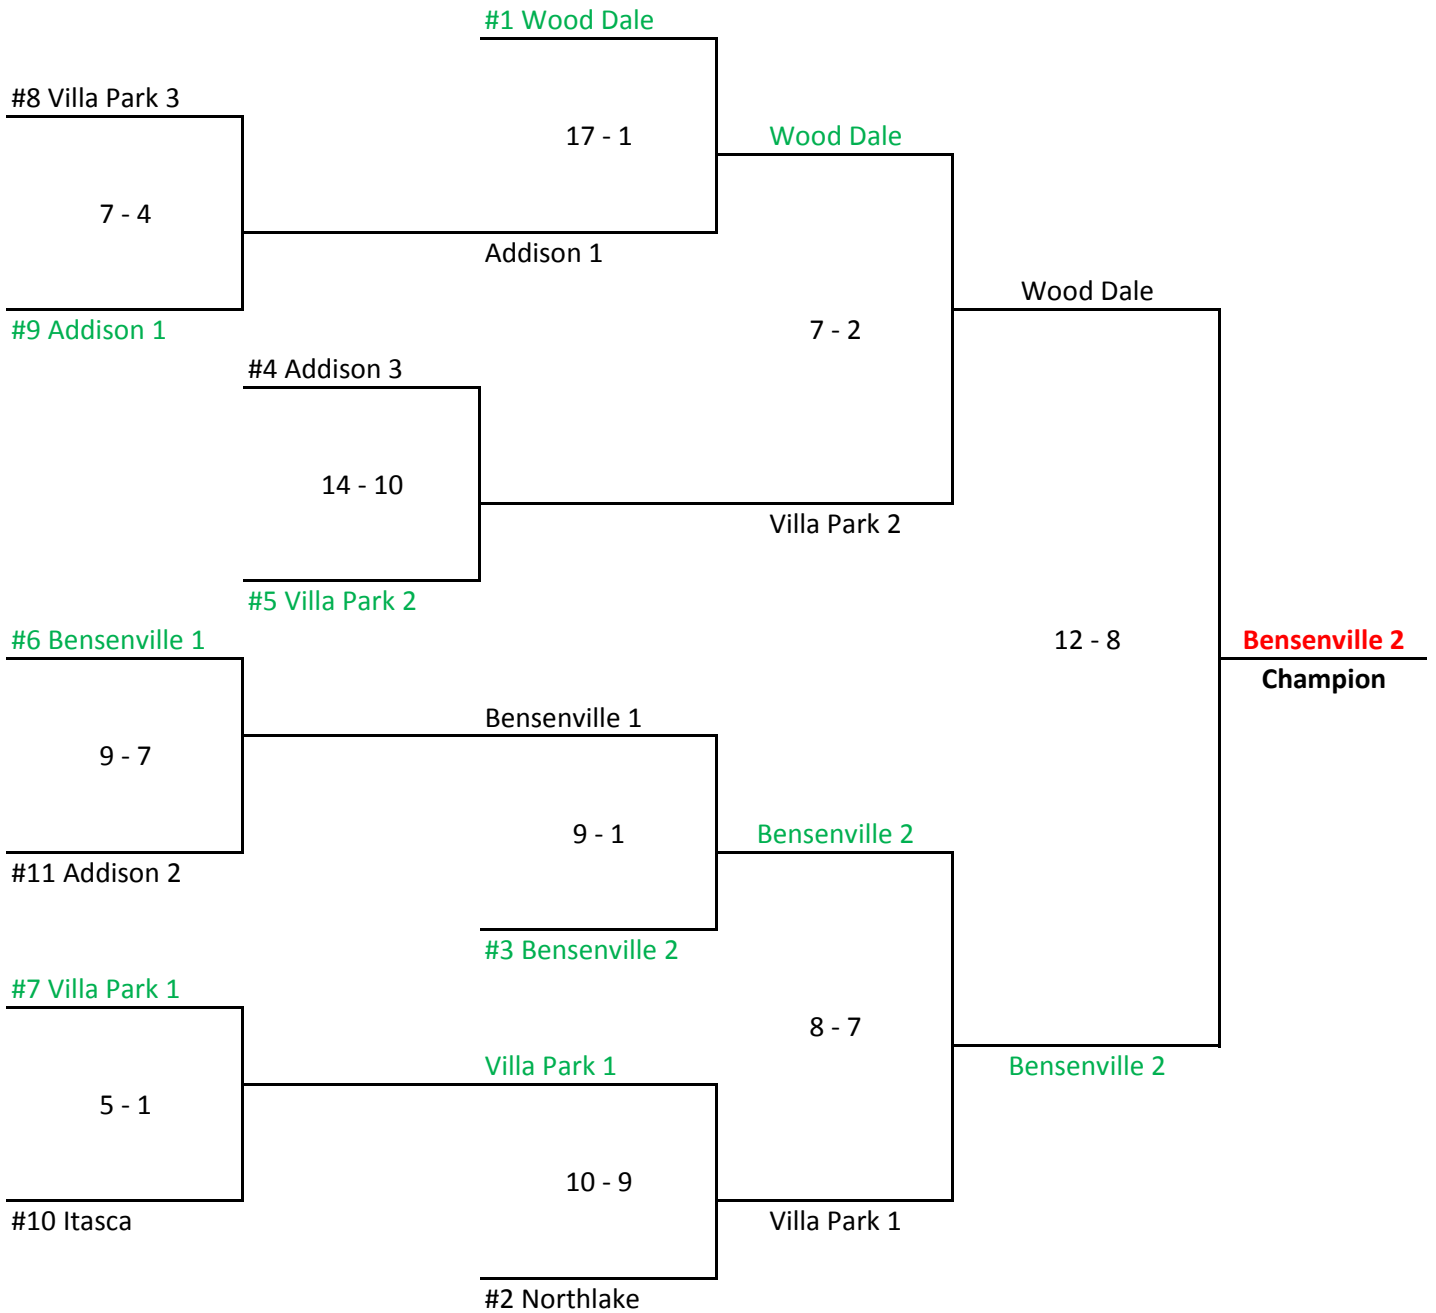 #1 Wood Dale
#8 Villa Park 3
17 - 1
Wood Dale
7 - 4
Addison 1
Wood Dale
#9 Addison 1
7 - 2
#4 Addison 3
14 - 10
Villa Park 2
#5 Villa Park 2
#6 Bensenville 1
12 - 8
Bensenville 2
Champion
Bensenville 1
9 - 7
9 - 1
Bensenville 2
#11 Addison 2
#3 Bensenville 2
#7 Villa Park 1
8 - 7
Villa Park 1
Bensenville 2
5 - 1
10 - 9
#10 Itasca
Villa Park 1
#2 Northlake